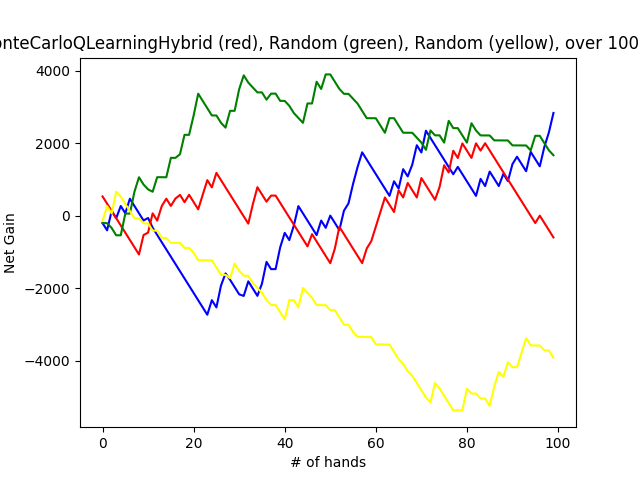 onteCarloQLearningHybrid (red), Random (green), Random (yellow), over 100
4000
2000
0
−2000
−4000
Net Gain
0 20 40 60 80 100
# of hands